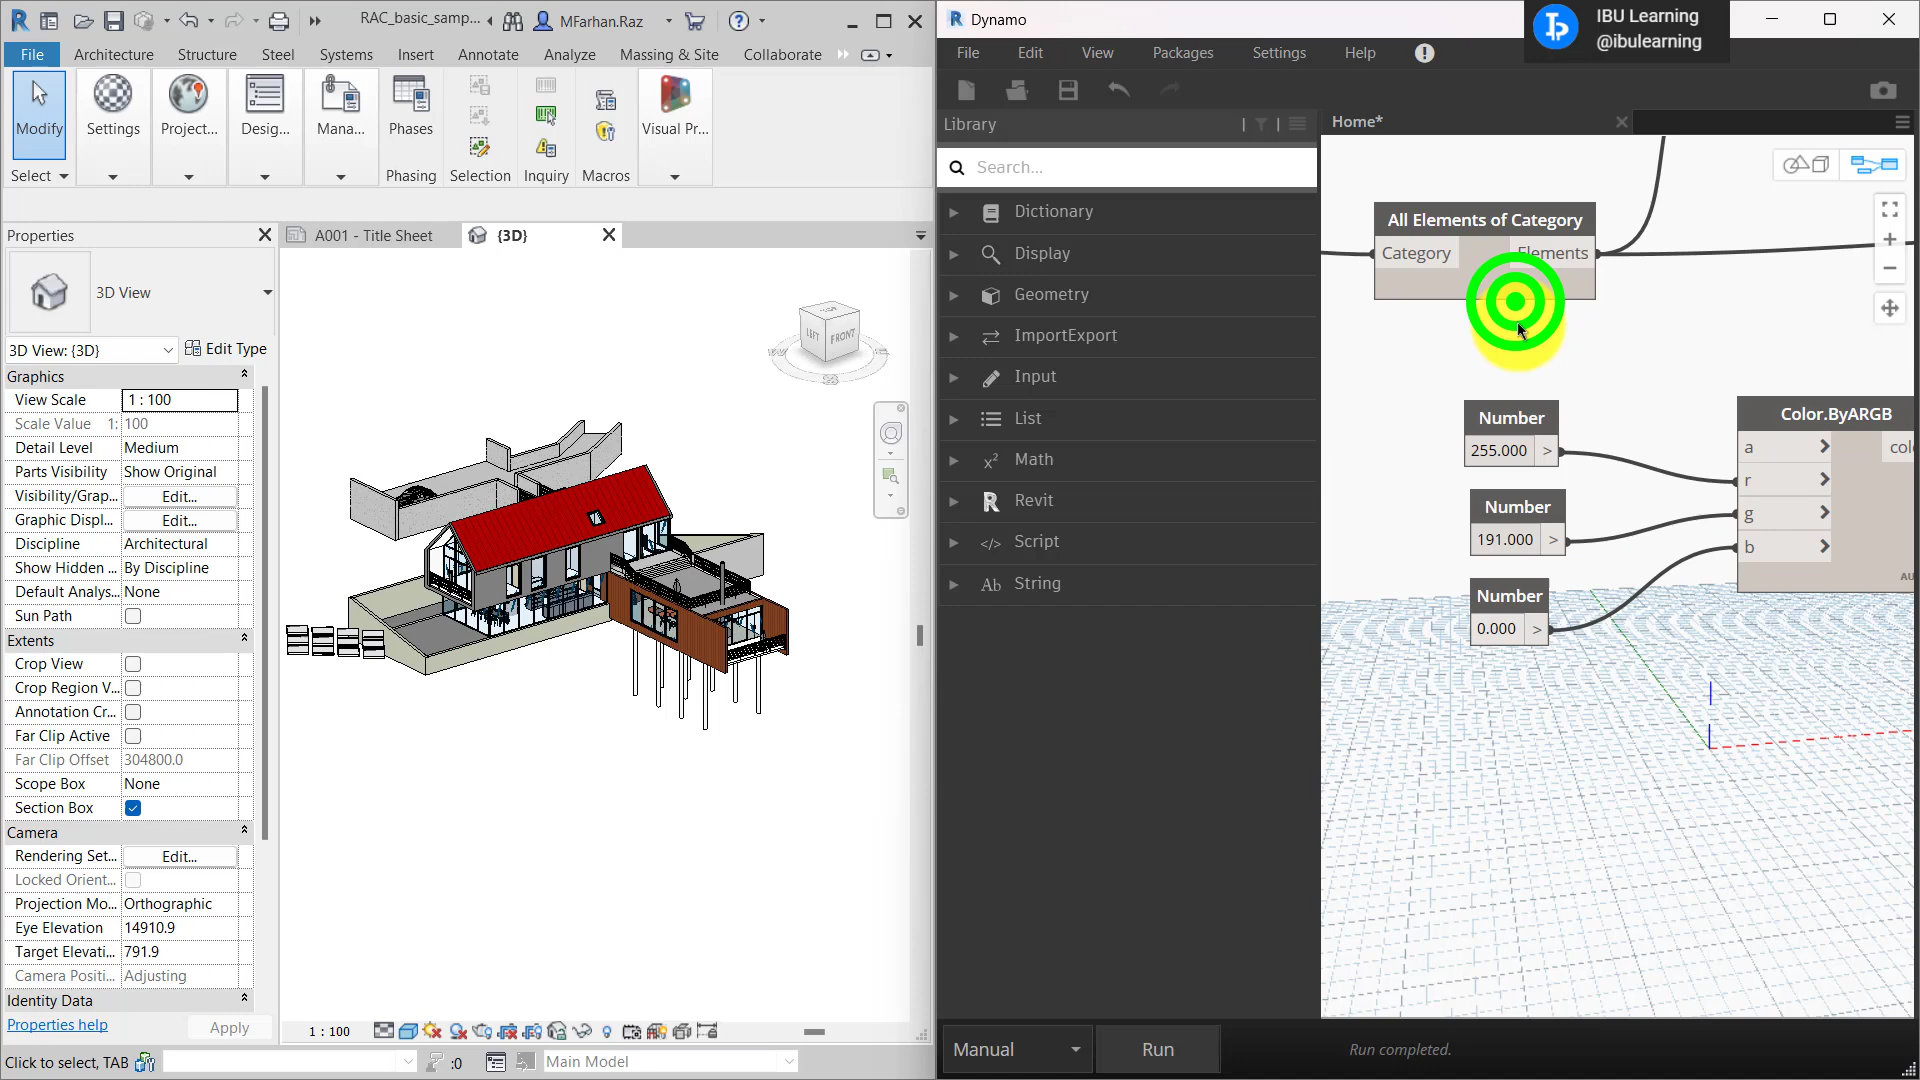 RAC_basic_samp...
MFarhan.Raz
File
Architecture
Structure
Steel
Systems
Insert
Annotate
Analyze
Massing & Site
Collaborate
Modify
Settings
Project...
Desig...
Mana...
Phases
Visual Pr...
Select
Phasing
Selection
Inquiry
Macros
Properties
A001 - Title Sheet
{3D}
3D View
3D View: {3D}
Edit Type
Graphics
View Scale
1 : 100
Scale Value 1:
100
Detail Level
Medium
Parts Visibility
Show Original
Visibility/Grap...
Edit...
Graphic Displ...
Edit...
Discipline
Architectural
Show Hidden ...
By Discipline
Default Analys...
None
Sun Path
Extents
Crop View
Crop Region V...
Annotation Cr...
Far Clip Active
Far Clip Offset
304800.0
Scope Box
None
Section Box
Camera
Rendering Set...
Edit...
Locked Orient...
Projection Mo...
Orthographic
Eye Elevation
14910.9
Target Elevati...
791.9
Camera Positi...
Adjusting
Identity Data
Properties help
Apply
LEFT
FRONT
1 : 100
Click to select, TAB
:0
Main Model
Dynamo
IBU Learning
@ibulearning
File
Edit
View
Packages
Settings
Help
Library
Search...
Dictionary
Display
Geometry
ImportExport
Input
List
Math
Revit
Script
String
Home*
All Elements of Category
Category
Elements
Number
255.000 >
Number
191.000 >
Number
0.000 >
Color.ByARGB
a
colo
r
g
b
AU
Manual
Run
Run completed.